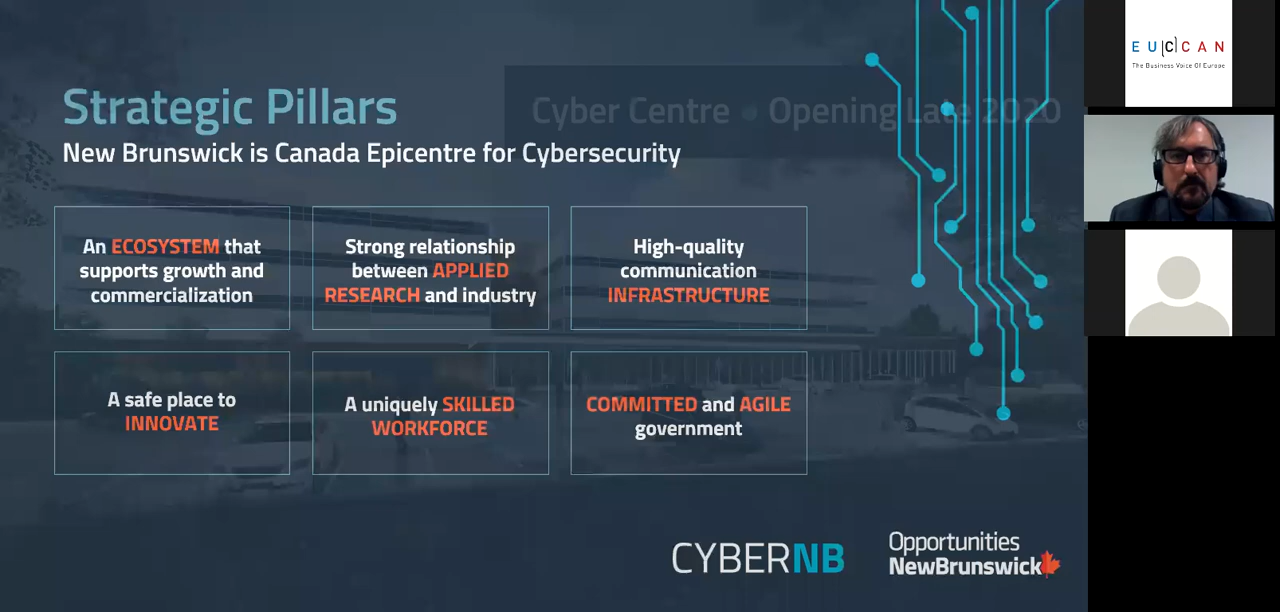 Strategic Pillars
Cyber Centre • Opening Late 2020
New Brunswick is Canada Epicentre for Cybersecurity
An ECOSYSTEM that
supports growth and
commercialization
Strong relationship
between APPLIED
RESEARCH and industry
High-quality
communication
INFRASTRUCTURE
A safe place to
INNOVATE
A uniquely SKILLED
WORKFORCE
COMMITTED and AGILE
government
CYBERNB
Opportunities
NewBrunswick
EU(C)CAN
The Business Voice Of Europe